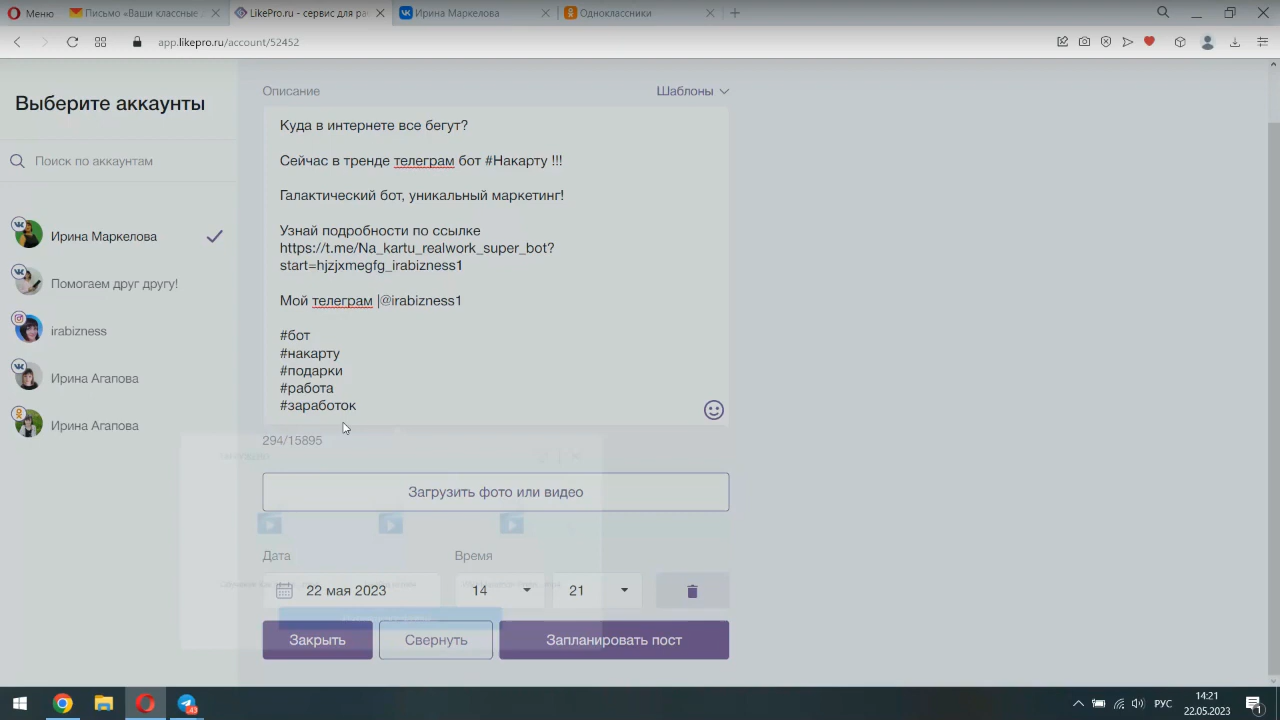 Меню
Письмо «Ваши классные
LikePro.ru - сервис для ра
Ирина Маркелова
Одноклассники
app.likepro.ru/account/52452
Выберите аккаунты
Поиск по аккаунтам
Ирина Маркелова
Помогаем друг другу!
irabizness
Ирина Агапова
Ирина Агапова
Описание
Шаблоны
Куда в интернете все бегут?
Сейчас в тренде телеграм бот #Накарту !!!
Галактический бот, уникальный маркетинг!
Узнай подробности по ссылке
https://t.me/Na_kartu_realwork_super_bot?
start=hjzjxmegfg_irabizness1
Мой телеграм @irabizness1
#бот
#накарту
#подарки
#работа
#заработок
294/15895
Загрузить фото или видео
Дата
Время
22 мая 2023
14
21
Закрыть
Свернуть
Запланировать пост
43
РУС
14:21
22.05.2023
1